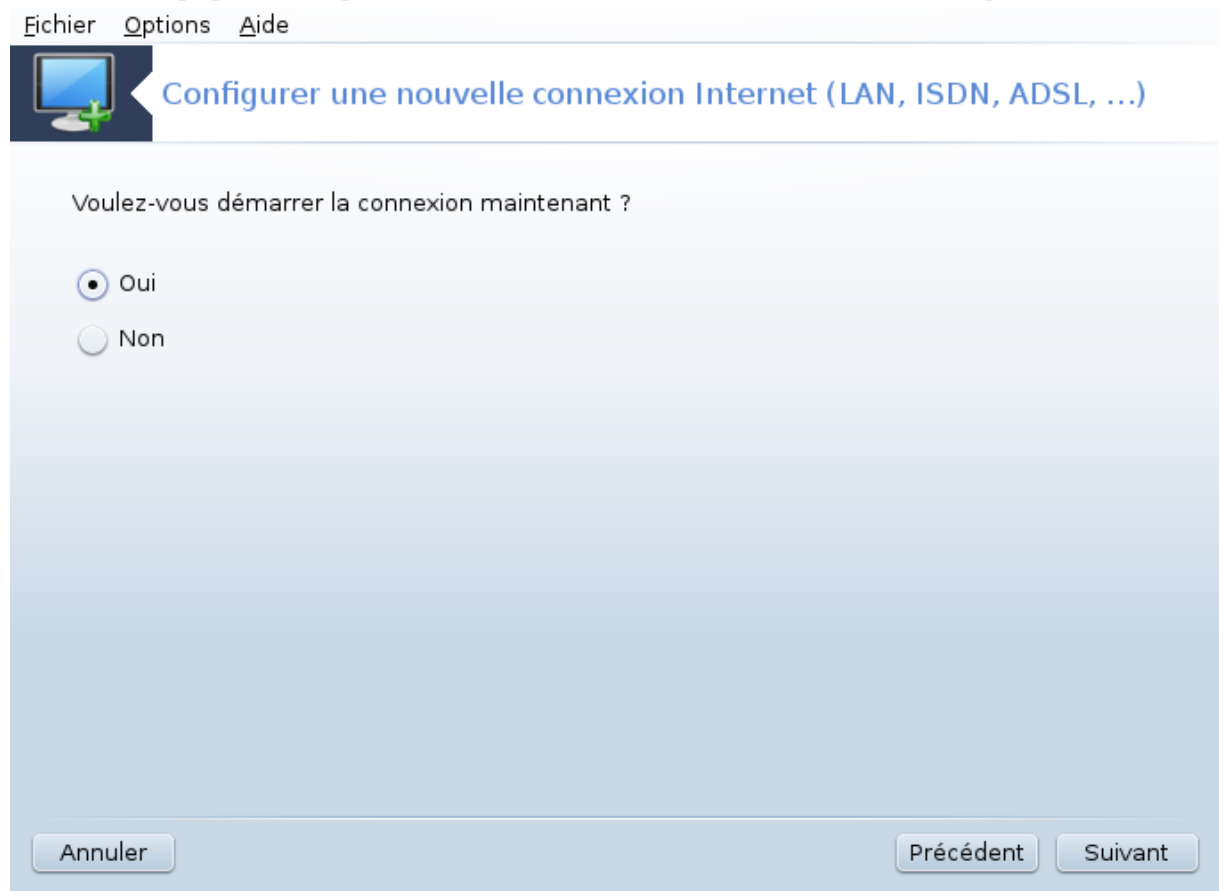 Fichier Options Aide
Configurer une nouvelle connexion Internet (LAN, ISDN, ADSL, ...)
Voulez-vous démarrer la connexion maintenant ?
Oui
Non
Annuler Précédent Suivant